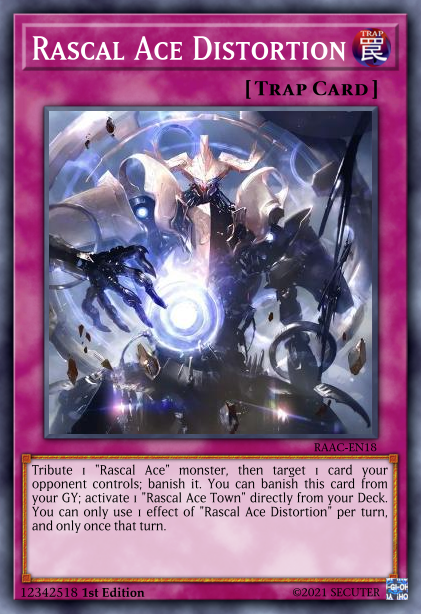 RASCAL ACE DISTORTION
TRAP
罠
[TRAP CARD]
RAAC-EN18
Tribute 1 "Rascal Ace" monster, then target 1 card your
opponent controls; banish it. You can banish this card from
your GY; activate 1 "Rascal Ace Town" directly from your Deck.
You can only use 1 effect of "Rascal Ace Distortion" per turn,
and only once that turn.
12342518 1st Edition
©2021 SECUTER